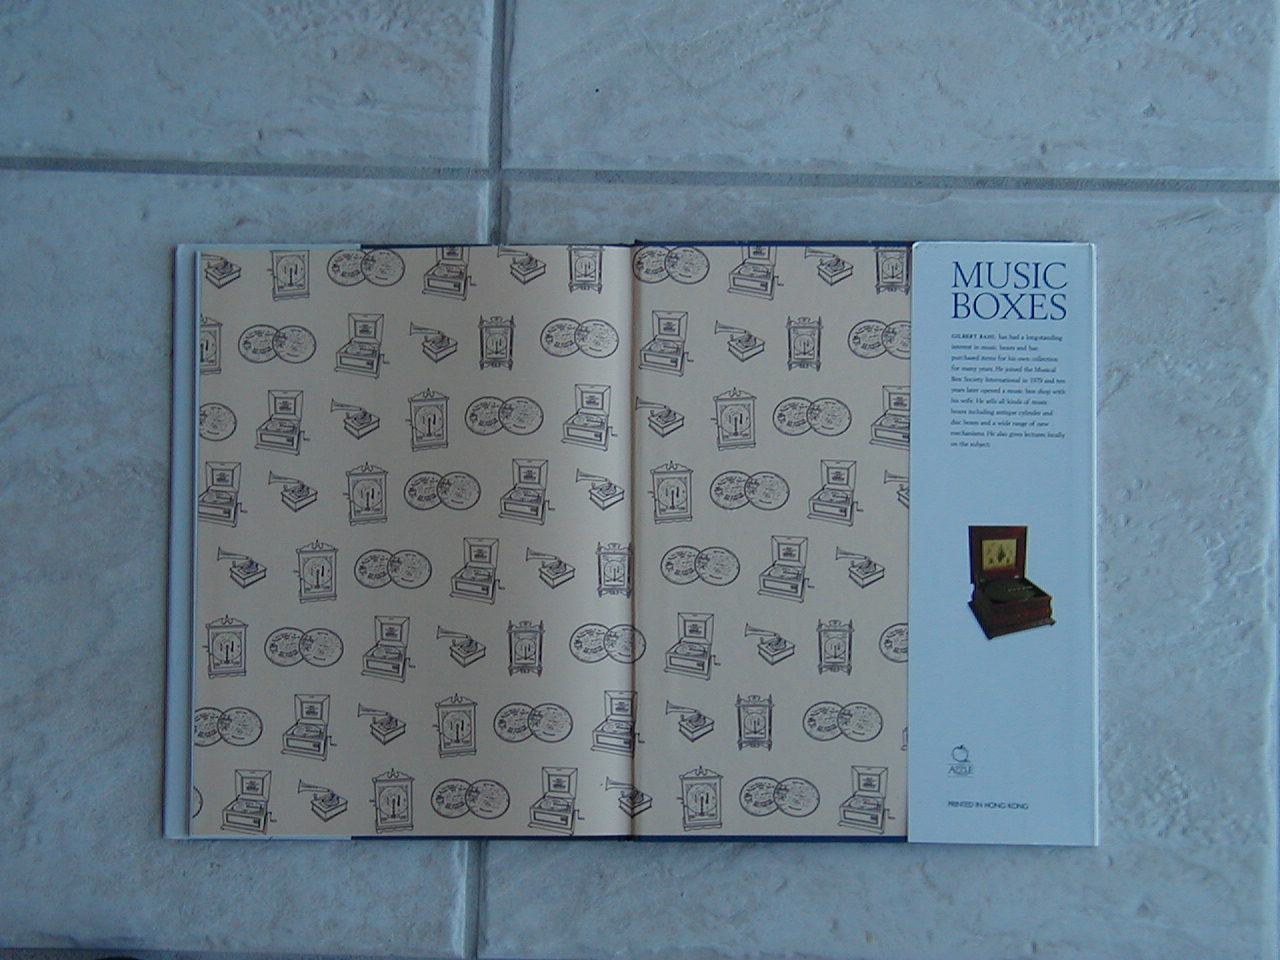 MUSIC
BOXES
GILBERT BAHL has had a long-standing
interest in music boxes and has
purchased items for his own collection
for many years. He joined the Musical
Box Society International in 1979 and ten
years later opened a music box shop with
his wife. He sells all kinds of music
boxes including antique cylinder and
disc boxes and a wide range of new
mechanisms. He also gives lectures locally
on the subject.
APPLE
PRINTED IN HONG KONG